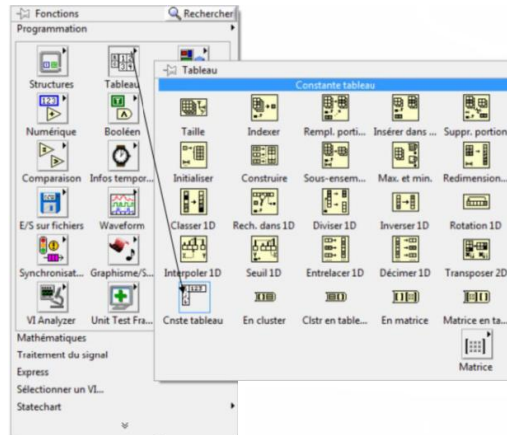 Fonctions
Rechercher
Programmation
Structures
Tableau
Numérique
Booléen
Comparaison
Infos tempor...
E/S sur fichiers
Waveform
Synchronisat...
Graphisme/S...
VI Analyzer
Unit Test Fra...
Mathématiques
Traitement du signal
Express
Sélectionner un VI...
Statechart
Tableau
Constante tableau
Taille
Indexer
Rempl. porti...
Insérer dans ...
Suppr. portion
Initialiser
Construire
Sous-ensem...
Max. et min.
Redimension...
Classer 1D
Rech. dans 1D
Diviser 1D
Inverser 1D
Rotation 1D
Interpoler 1D
Seuil 1D
Entrelacer 1D
Décimer 1D
Transposer 2D
Cnste tableau
En cluster
Clstr en table...
En matrice
Matrice en ta...
Matrice